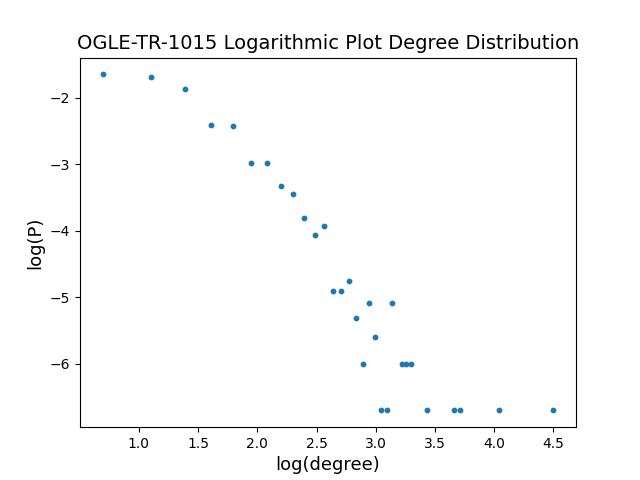 OGLE-TR-1015 Logarithmic Plot Degree Distribution
−2
−3
−4
−5
−6
log(P)
1.0 1.5 2.0 2.5 3.0 3.5 4.0 4.5
log(degree)